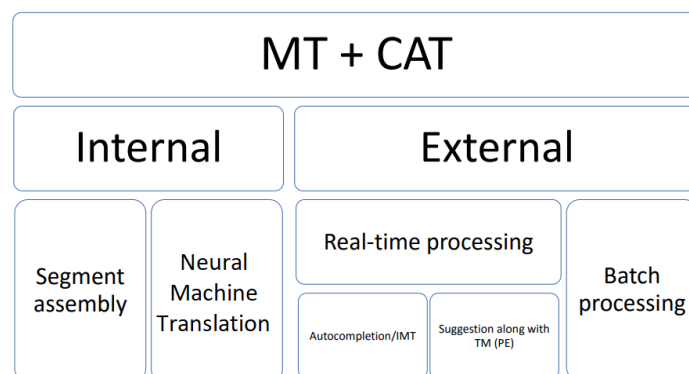 MT + CAT
Internal
External
Segment
assembly
Neural
Machine
Translation
Real-time processing
Autocompletion/IMT
Suggestion along with
TM (PE)
Batch
processing